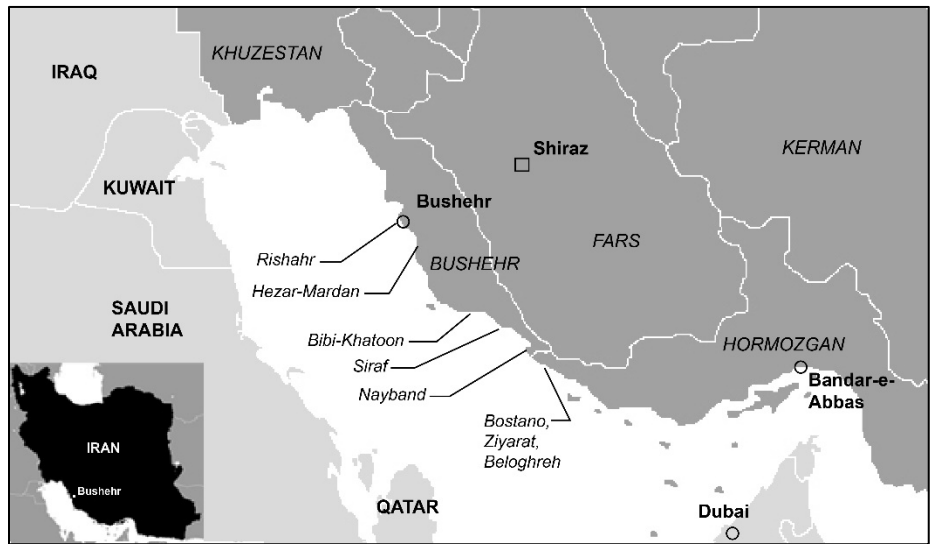 KHUZESTAN
IRAQ
Shiraz
KERMAN
KUWAIT
Bushehr
FARS
Rishahr
BUSHEHR
Hezar-Mardan
SAUDI
ARABIA
Bibi-Khatoon
HORMOZGAN
Siraf
Nayband
Bandar-e-
Abbas
Bostano,
Ziyarat,
Beloghreh
IRAN
Bushehr
QATAR
Dubai